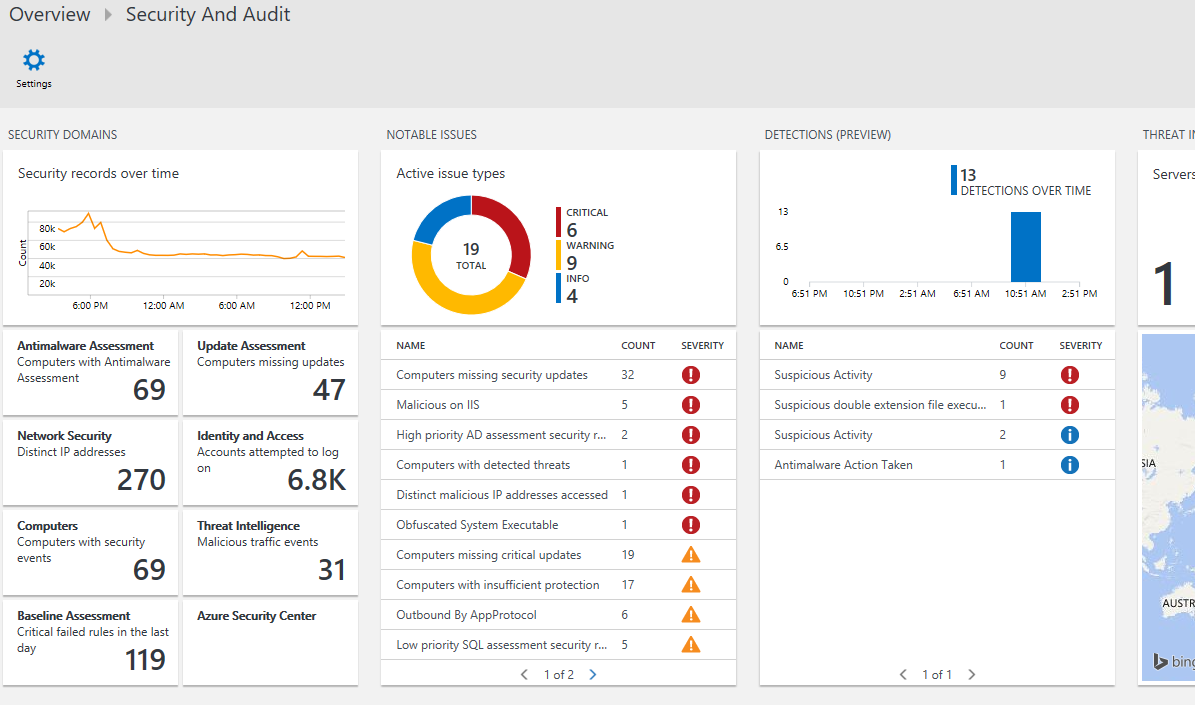 Overview
Security And Audit
Settings
SECURITY DOMAINS
Security records over time
Count
80k
60k
40k
20k
6:00 PM
12:00 AM
6:00 AM
12:00 PM
Antimalware Assessment
Computers with Antimalware
Assessment
69
Update Assessment
Computers missing updates
47
Network Security
Distinct IP addresses
270
Identity and Access
Accounts attempted to log
on
6.8K
Computers
Computers with security
events
69
Threat Intelligence
Malicious traffic events
31
Baseline Assessment
Critical failed rules in the last
day
119
Azure Security Center
NOTABLE ISSUES
Active issue types
19
TOTAL
CRITICAL
6
WARNING
9
INFO
4
NAME COUNT SEVERITY
Computers missing security updates 32
Malicious on IIS 5
High priority AD assessment security r... 2
Computers with detected threats 1
Distinct malicious IP addresses accessed 1
Obfuscated System Executable 1
Computers missing critical updates 19
Computers with insufficient protection 17
Outbound By AppProtocol 6
Low priority SQL assessment security r... 5
1 of 2
DETECTIONS (PREVIEW)
13
DETECTIONS OVER TIME
13
6.5
0
6:51 PM
10:51 PM
2:51 AM
6:51 AM
10:51 AM
2:51 PM
NAME COUNT SEVERITY
Suspicious Activity 9
Suspicious double extension file execu... 1
Suspicious Activity 2
Antimalware Action Taken 1
1 of 1
THREAT IN
Servers
1
SIA
AUSTR
bing